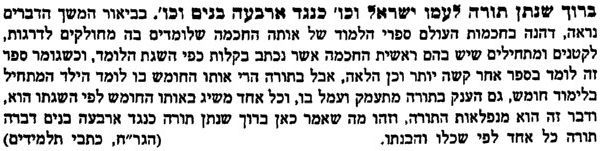 ברוך שנתן תורה לעמו ישראל וכו' כנגד ארבעה בנים וכו'. בביאור המשך הדברים
נראה, דהנה בחכמות העולם ספרי הלמוד של אותה החכמה שלומדים בה מחולקים לדרגות,
לקטנים ומתחילים שיש בהם ראשית החכמה אשר נכתב בקלות כפי השגת הלומד, וכשגומר ספר
זה לומד בספר אחר קשה יותר וכן הלאה, אבל בתורה הרי אותו החומש בו לומד הילד המתחיל
בלימוד חומש, גם הענק בתורה מתעמק ועמל בו, וכל אחד משיג באותו החומש לפי השגתו הוא,
ודבר זה הוא מנפלאות התורה, וזהו מה שאמר כאן ברוך שנתן תורה כנגד ארבעה בנים דברה
תורה כל אחד לפי שכלו והבנתו. (הגר"ח, כתבי תלמידים)